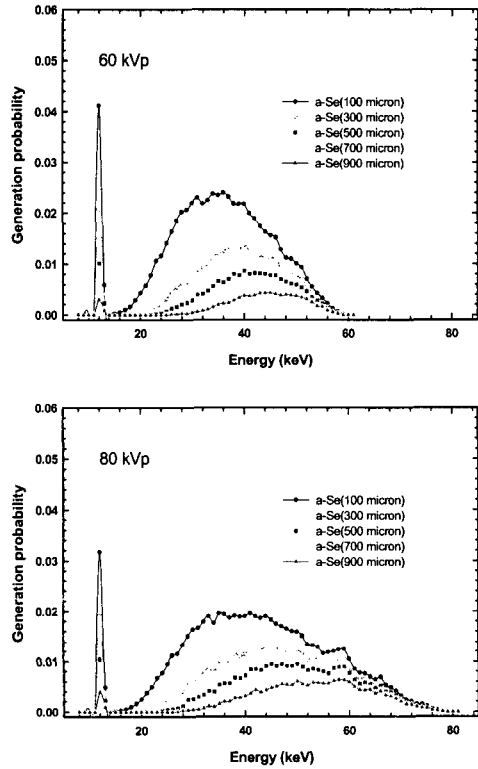 0.06
60 kVp
0.05
a-Se(100 micron)
a-Se(300 micron)
0.04
a-Se(500 micron)
a-Se(700 micron)
a-Se(900 micron)
0.03
0.02
0.01
0.00
Generation probability
20
40
60
80
Energy (keV)
0.06
80 kVp
0.05
a-Se(100 micron)
a-Se(300 micron)
0.04
a-Se(500 micron)
a-Se(700 micron)
a-Se(900 micron)
0.03
0.02
0.01
0.00
Generation probability
20
40
60
80
Energy (keV)